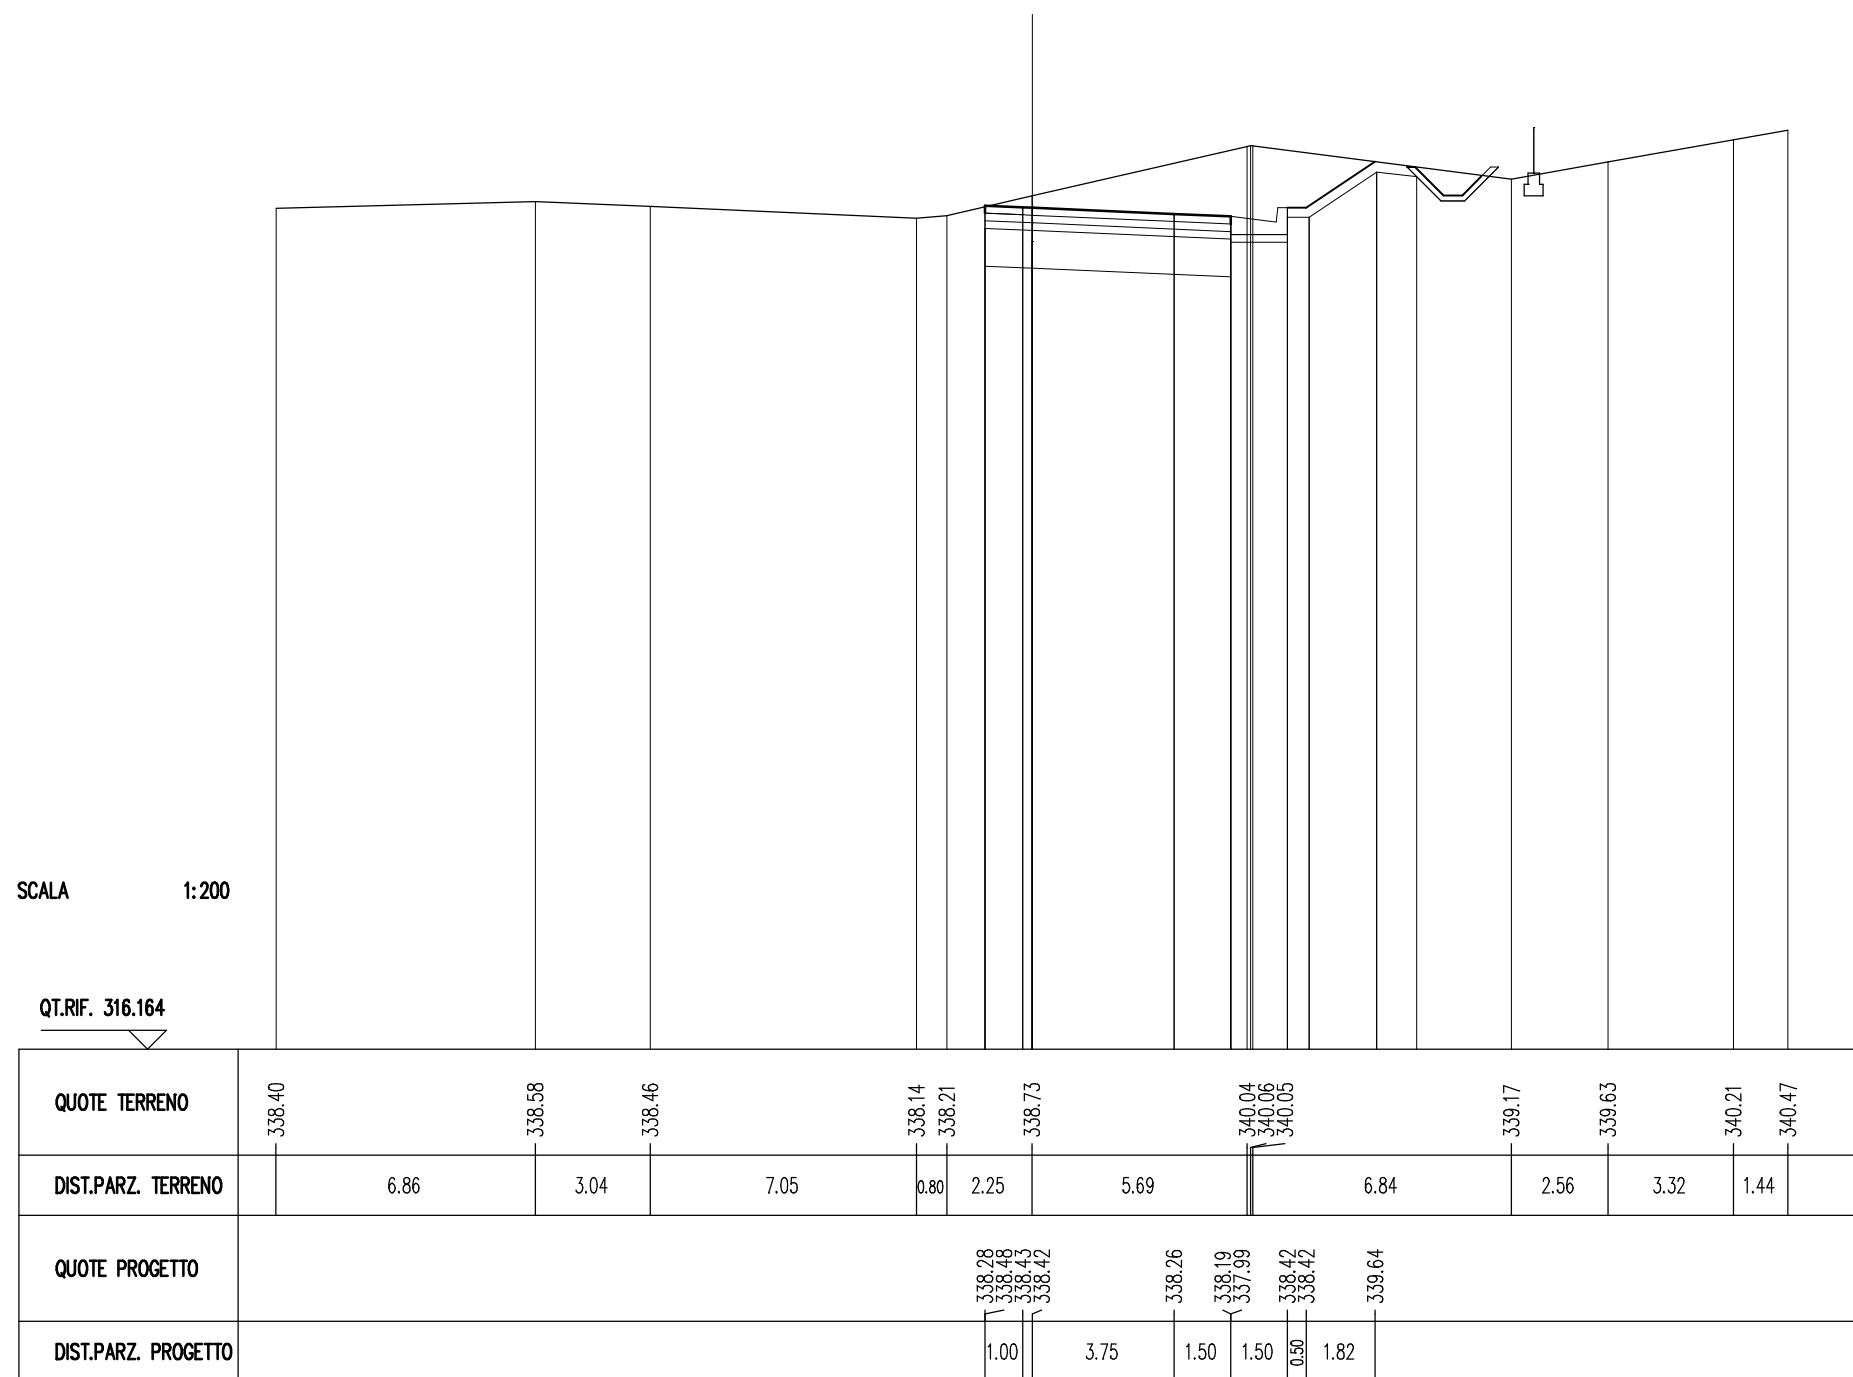 SCALA 1:200
QT.RIF. 316.164
QUOTE TERRENO 338.40 338.58 338.46 338.14 338.21 338.73 340.04 340.06 340.05 339.17 339.63 340.21 340.47
DIST.PARZ. TERRENO 6.86 3.04 7.05 0.80 2.25 5.69 6.84 2.56 3.32 1.44
QUOTE PROGETTO 338.28 338.48 338.43 338.42 338.26 338.19 337.99 338.42 338.42 339.64
DIST.PARZ. PROGETTO 1.00 3.75 1.50 1.50 0.50 1.82